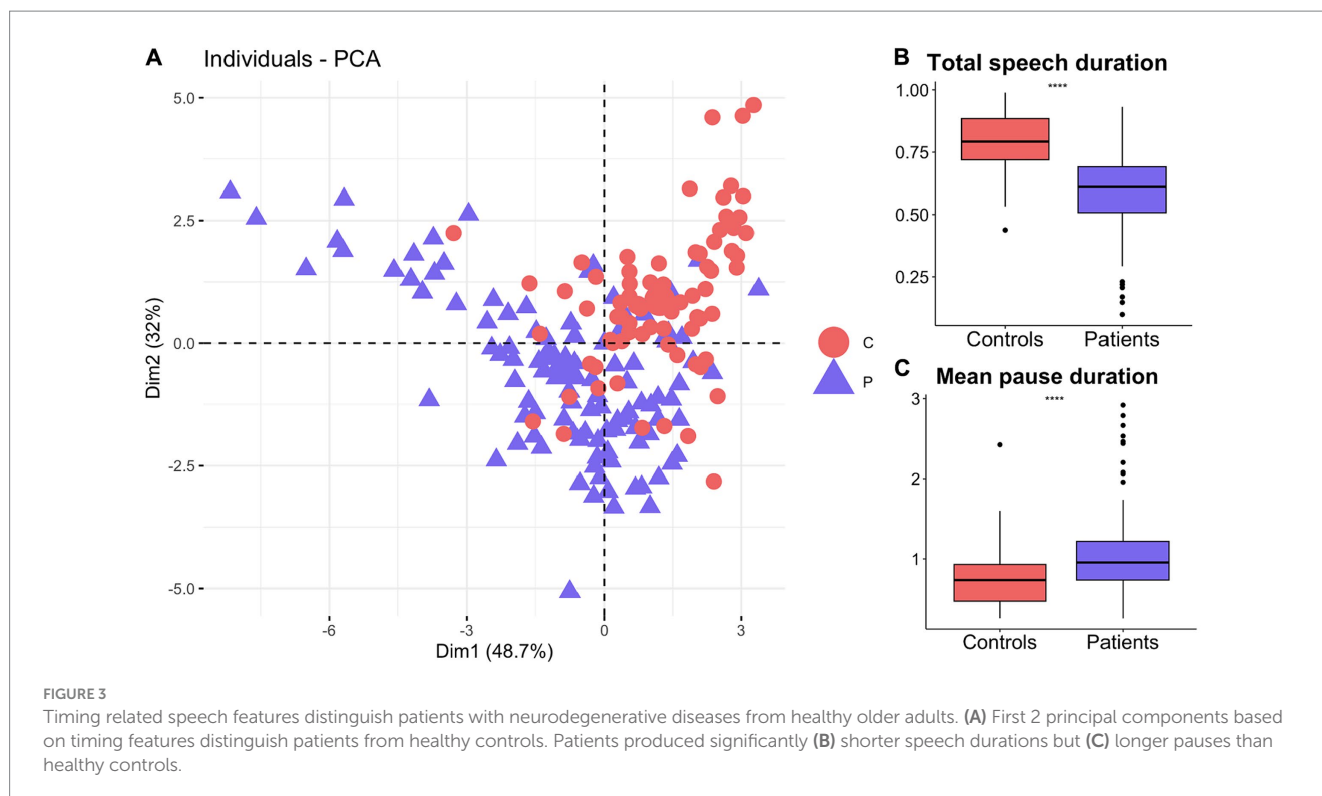 A Individuals - PCA
5.0
2.5
0.0
-2.5
-5.0
Dim2 (32%)
-6
-3
0
3
Dim1 (48.7%)
C
P
B Total speech duration
****
1.00
0.75
0.50
0.25
Controls Patients
C Mean pause duration
****
3
2
1
Controls Patients
FIGURE 3
Timing related speech features distinguish patients with neurodegenerative diseases from healthy older adults. (A) First 2 principal components based
on timing features distinguish patients from healthy controls. Patients produced significantly (B) shorter speech durations but (C) longer pauses than
healthy controls.